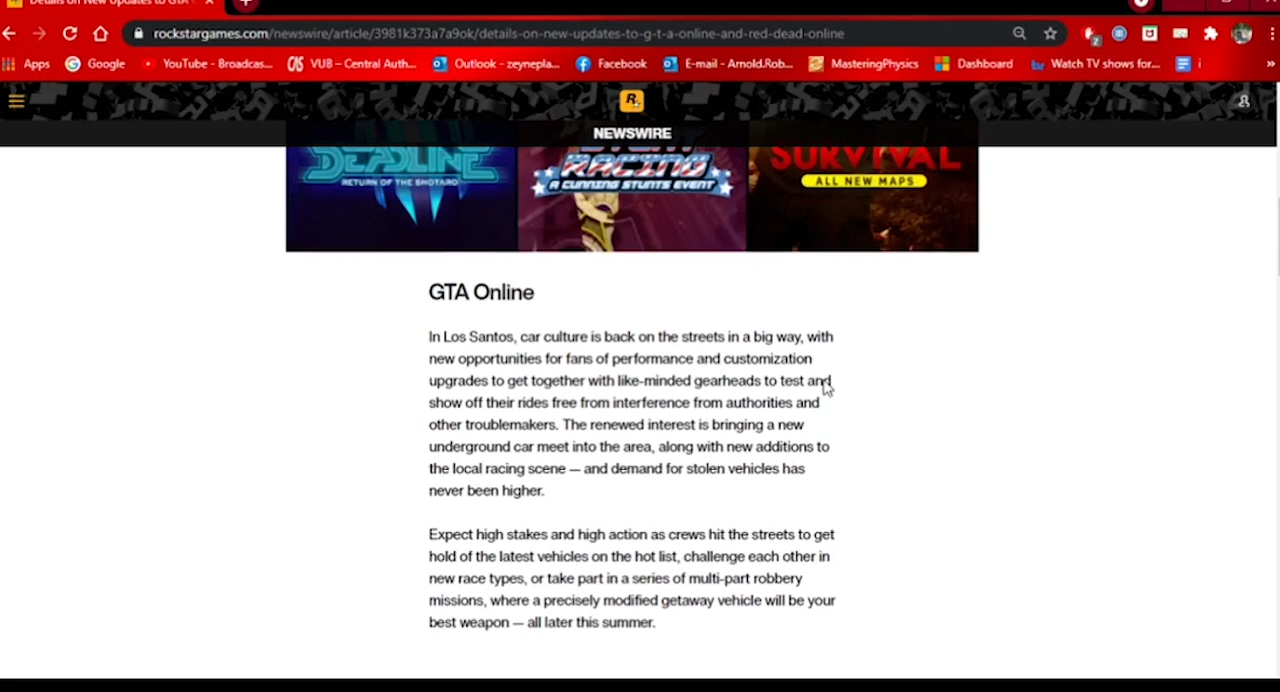 Details on New Updates to GTA
rockstargames.com/newswire/article/3981k373a7a9ok/details-on-new-updates-to-g-t-a-online-and-red-dead-online
2
Apps Google YouTube - Broadcas... VUB – Central Auth... Outlook – zeynepla... Facebook E-mail - Arnold.Rob... MasteringPhysics Dashboard Watch TV shows for... i »
NEWSWIRE
DEADLINE
RETURN OF THE SHOTARO
RACING
A CUNNING STUNTS EVENT
SURVIVAL
ALL NEW MAPS
GTA Online
In Los Santos, car culture is back on the streets in a big way, with
new opportunities for fans of performance and customization
upgrades to get together with like-minded gearheads to test and
show off their rides free from interference from authorities and
other troublemakers. The renewed interest is bringing a new
underground car meet into the area, along with new additions to
the local racing scene — and demand for stolen vehicles has
never been higher.
Expect high stakes and high action as crews hit the streets to get
hold of the latest vehicles on the hot list, challenge each other in
new race types, or take part in a series of multi-part robbery
missions, where a precisely modified getaway vehicle will be your
best weapon — all later this summer.